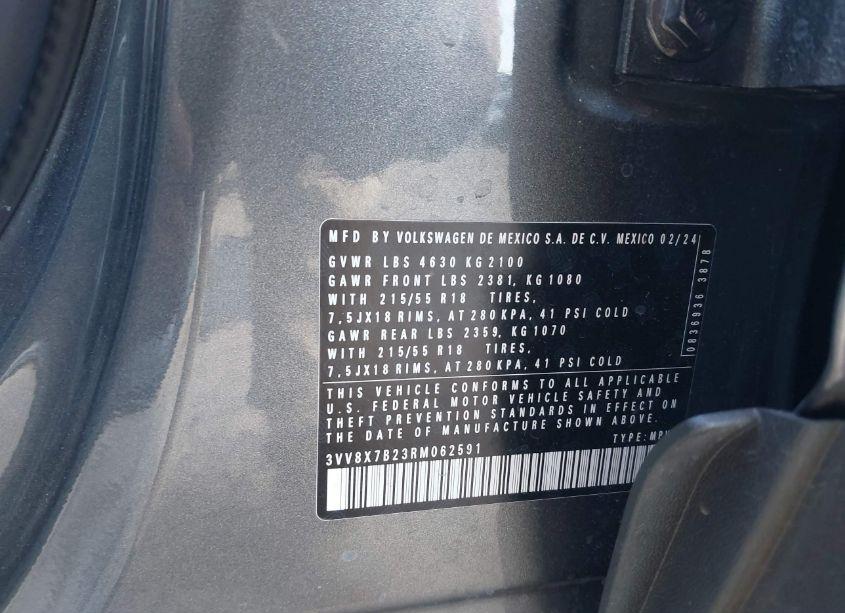 MFD BY VOLKSWAGEN DE MEXICO S.A. DE C.V. MEXICO 02/24
GVWR LBS 4630 KG 2100
GAWR FRONT LBS 2381, KG 1080
WITH 215/55 R18 TIRES,
7,5JX18 RIMS, AT 280 KPA, 41 PSI COLD
GAWR REAR LBS 2359, KG 1070
WITH 215/55 R18 TIRES,
7,5JX18 RIMS, AT 280 KPA, 41 PSI COLD
0836936 3878
THIS VEHICLE CONFORMS TO ALL APPLICABLE
U.S. FEDERAL MOTOR VEHICLE SAFETY AND
THEFT PREVENTION STANDARDS IN EFFECT ON
THE DATE OF MANUFACTURE SHOWN ABOVE.
TYPE: MPV
3VV8X7B23RM062591